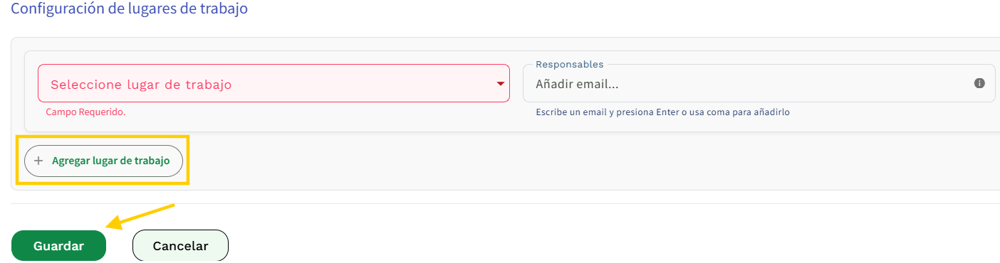 Configuración de lugares de trabajo
Responsables
Seleccione lugar de trabajo
Añadir email...
Campo Requerido.
Escribe un email y presiona Enter o usa coma para añadirlo
+ Agregar lugar de trabajo
Guardar
Cancelar